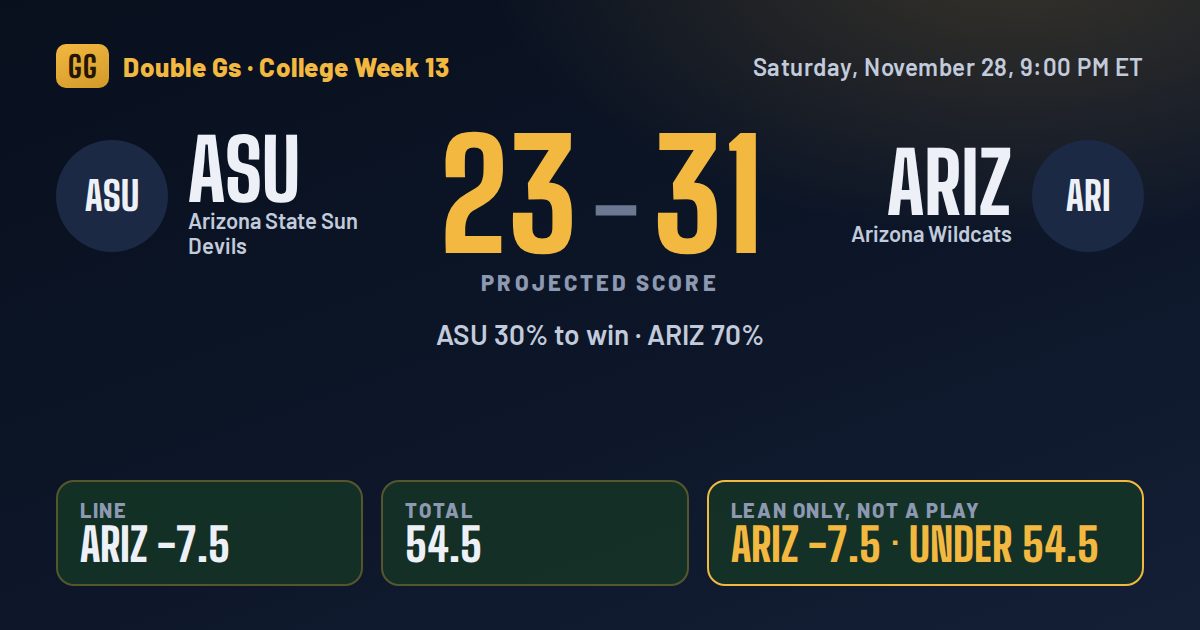 GG Double Gs · College Week 13
Saturday, November 28, 9:00 PM ET
ASU
ASU
Arizona State Sun
Devils
23 – 31
PROJECTED SCORE
ASU 30% to win · ARIZ 70%
ARIZ
Arizona Wildcats
ARI
LINE
ARIZ −7.5
TOTAL
54.5
LEAN ONLY, NOT A PLAY
ARIZ −7.5 · UNDER 54.5